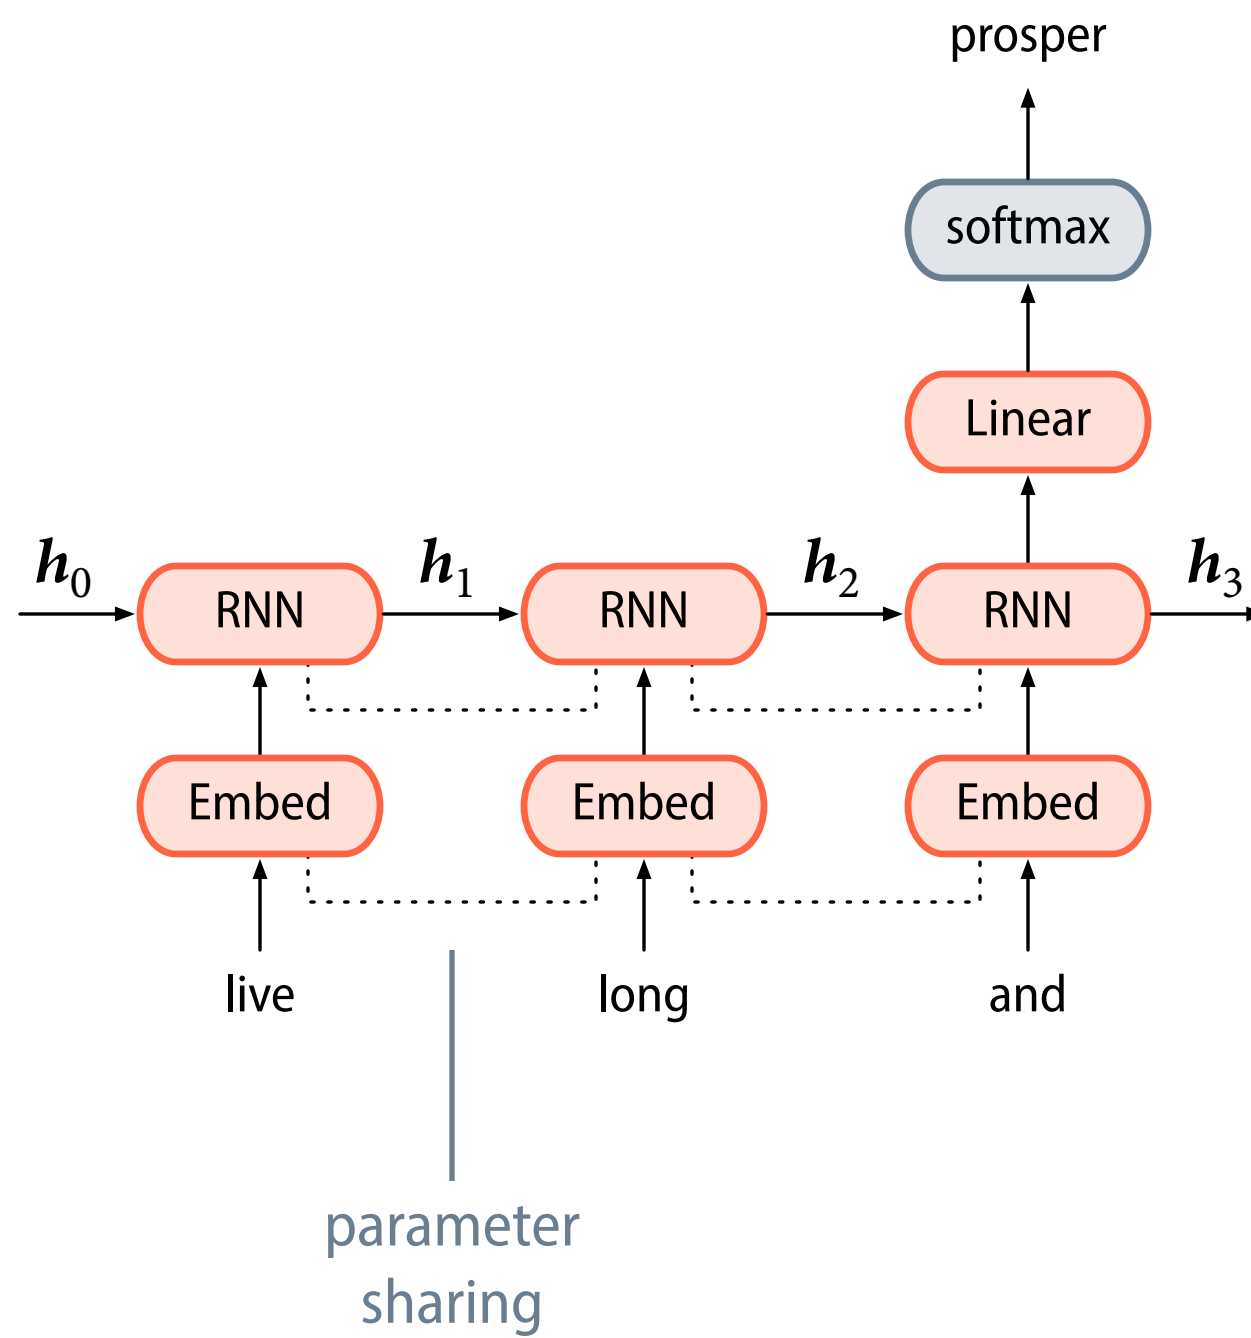 prosper
softmax
Linear
h0 h1 h2 h3
RNN RNN RNN
Embed Embed Embed
live long and
parameter
sharing